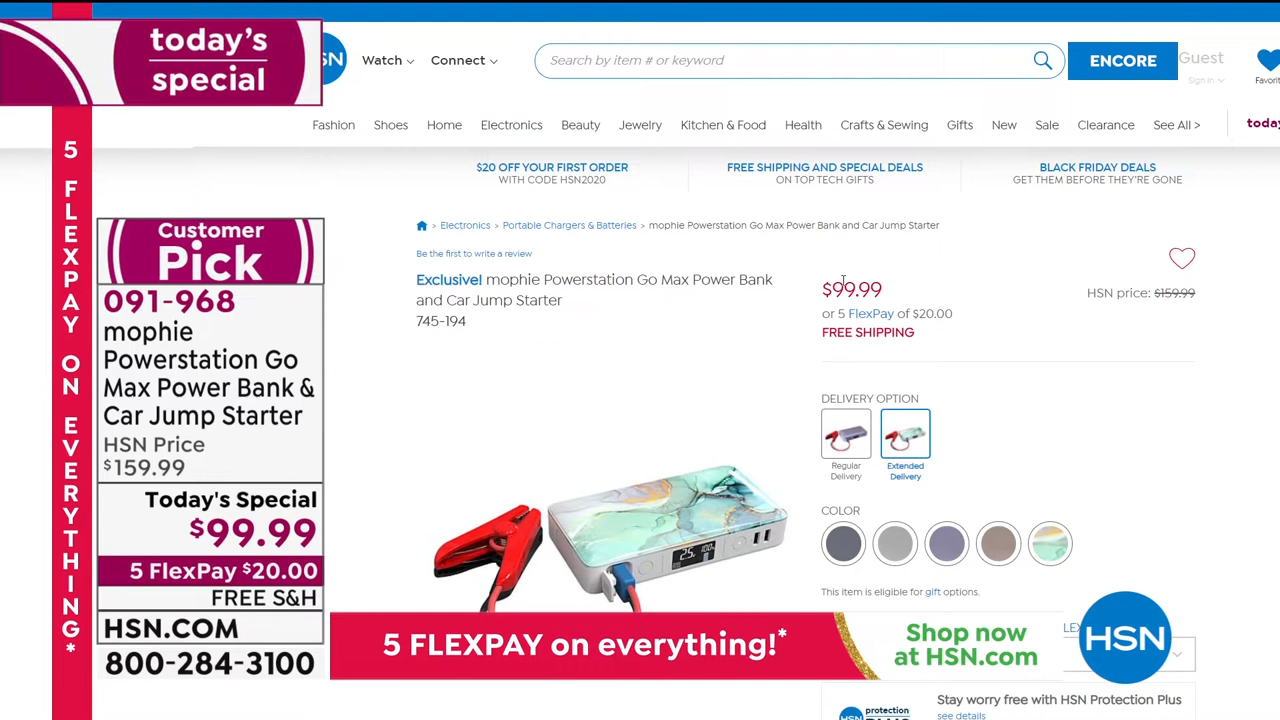 today's
special
5 FLEXPAY ON EVERYTHING*
Customer
Pick
091-968
mophie
Powerstation Go
Max Power Bank &
Car Jump Starter
HSN Price
$159.99
Today's Special
$99.99
5 FlexPay $20.00
FREE S&H
HSN.COM
800-284-3100
Watch
Connect
Search by item # or keyword
ENCORE
Guest
Sign In
Fashion
Shoes
Home
Electronics
Beauty
Jewelry
Kitchen & Food
Health
Crafts & Sewing
Gifts
New
Sale
Clearance
See All >
$20 OFF YOUR FIRST ORDER
WITH CODE HSN2020
FREE SHIPPING AND SPECIAL DEALS
ON TOP TECH GIFTS
BLACK FRIDAY DEALS
GET THEM BEFORE THEY'RE GONE
> Electronics > Portable Chargers & Batteries > mophie Powerstation Go Max Power Bank and Car Jump Starter
Be the first to write a review
Exclusive! mophie Powerstation Go Max Power Bank
and Car Jump Starter
745-194
$99.99
HSN price: $159.99
or 5 FlexPay of $20.00
FREE SHIPPING
DELIVERY OPTION
Regular
Delivery
Extended
Delivery
COLOR
This item is eligible for gift options.
5 FLEXPAY on everything!*
Shop now
at HSN.com
HSN
Stay worry free with HSN Protection Plus
see details
protection